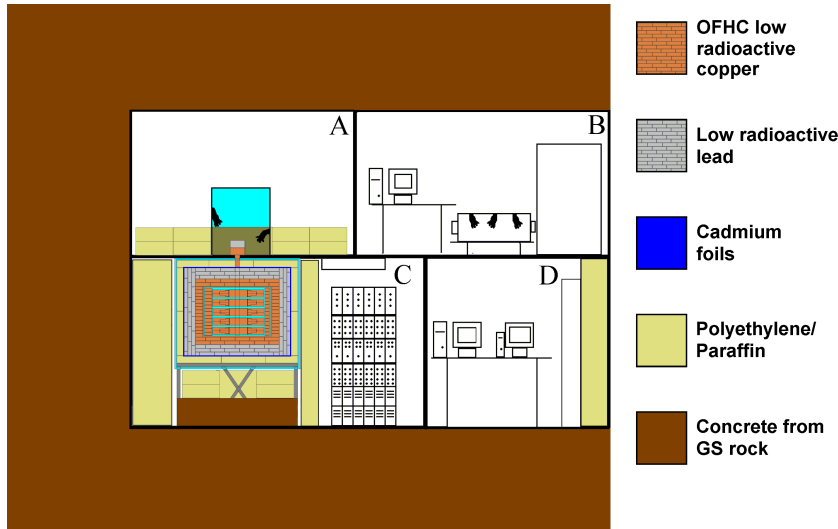 A
B
C
D
OFHC low
radioactive
copper
Low radioactive
lead
Cadmium
foils
Polyethylene/
Paraffin
Concrete from
GS rock